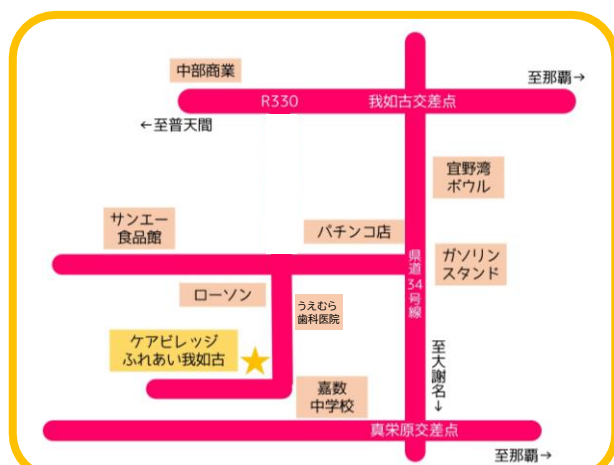 中部商業
至那覇→
R330
我如古交差点
←至普天間
宜野湾
ボウル
サンエー
食品館
パチンコ店
県道34号線
ガソリン
スタンド
ローソン
うえむら
歯科医院
ケアビレッジ
ふれあい我如古
至大謝名→
嘉数
中学校
真栄原交差点
至那覇→